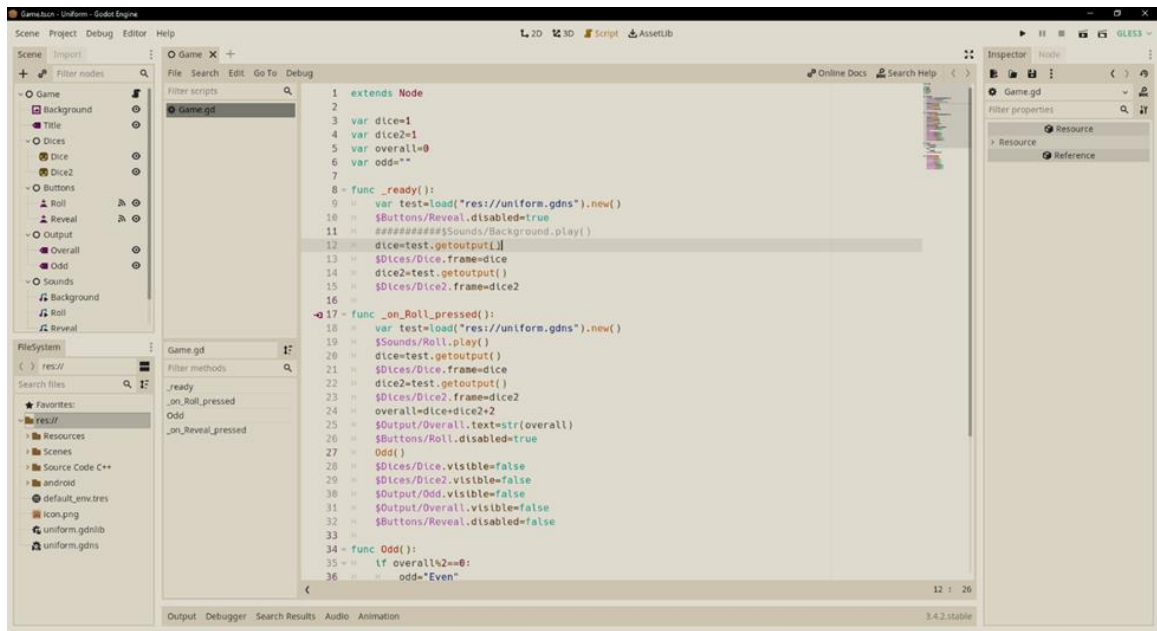 Game.tscn - Uniform - Godot Engine
Scene Project Debug Editor Help
2D 3D Script AssetLib
GLES3
Scene Import
Filter nodes
Game
Background
Title
Dices
Dice
Dice2
Buttons
Roll
Reveal
Output
Overall
Odd
Sounds
Background
Roll
Reveal
FileSystem
res://
Search files
Favorites:
res://
Resources
Scenes
Source Code C++
android
default_env.tres
icon.png
uniform.gdnlib
uniform.gdns
Game
File Search Edit Go To Debug
Online Docs Search Help
Filter scripts
Game.gd
Game.gd
Filter methods
_ready
_on_Roll_pressed
Odd
_on_Reveal_pressed
1 extends Node
2
3 var dice=1
4 var dice2=1
5 var overall=0
6 var odd=""
7
8 func _ready():
9 var test=load("res://uniform.gdns").new()
10 $Buttons/Reveal.disabled=true
11 ###########$Sounds/Background.play()
12 dice=test.getoutput()
13 $Dices/Dice.frame=dice
14 dice2=test.getoutput()
15 $Dices/Dice2.frame=dice2
16
17 func _on_Roll_pressed():
18 var test=load("res://uniform.gdns").new()
19 $Sounds/Roll.play()
20 dice=test.getoutput()
21 $Dices/Dice.frame=dice
22 dice2=test.getoutput()
23 $Dices/Dice2.frame=dice2
24 overall=dice+dice2+2
25 $Output/Overall.text=str(overall)
26 $Buttons/Roll.disabled=true
27 Odd()
28 $Dices/Dice.visible=false
29 $Dices/Dice2.visible=false
30 $Output/Odd.visible=false
31 $Output/Overall.visible=false
32 $Buttons/Reveal.disabled=false
33
34 func Odd():
35 if overall%2==0:
36 odd="Even"
12 : 26
Output Debugger Search Results Audio Animation
3.4.2.stable
Inspector Node
Game.gd
Filter properties
Resource
Resource
Reference